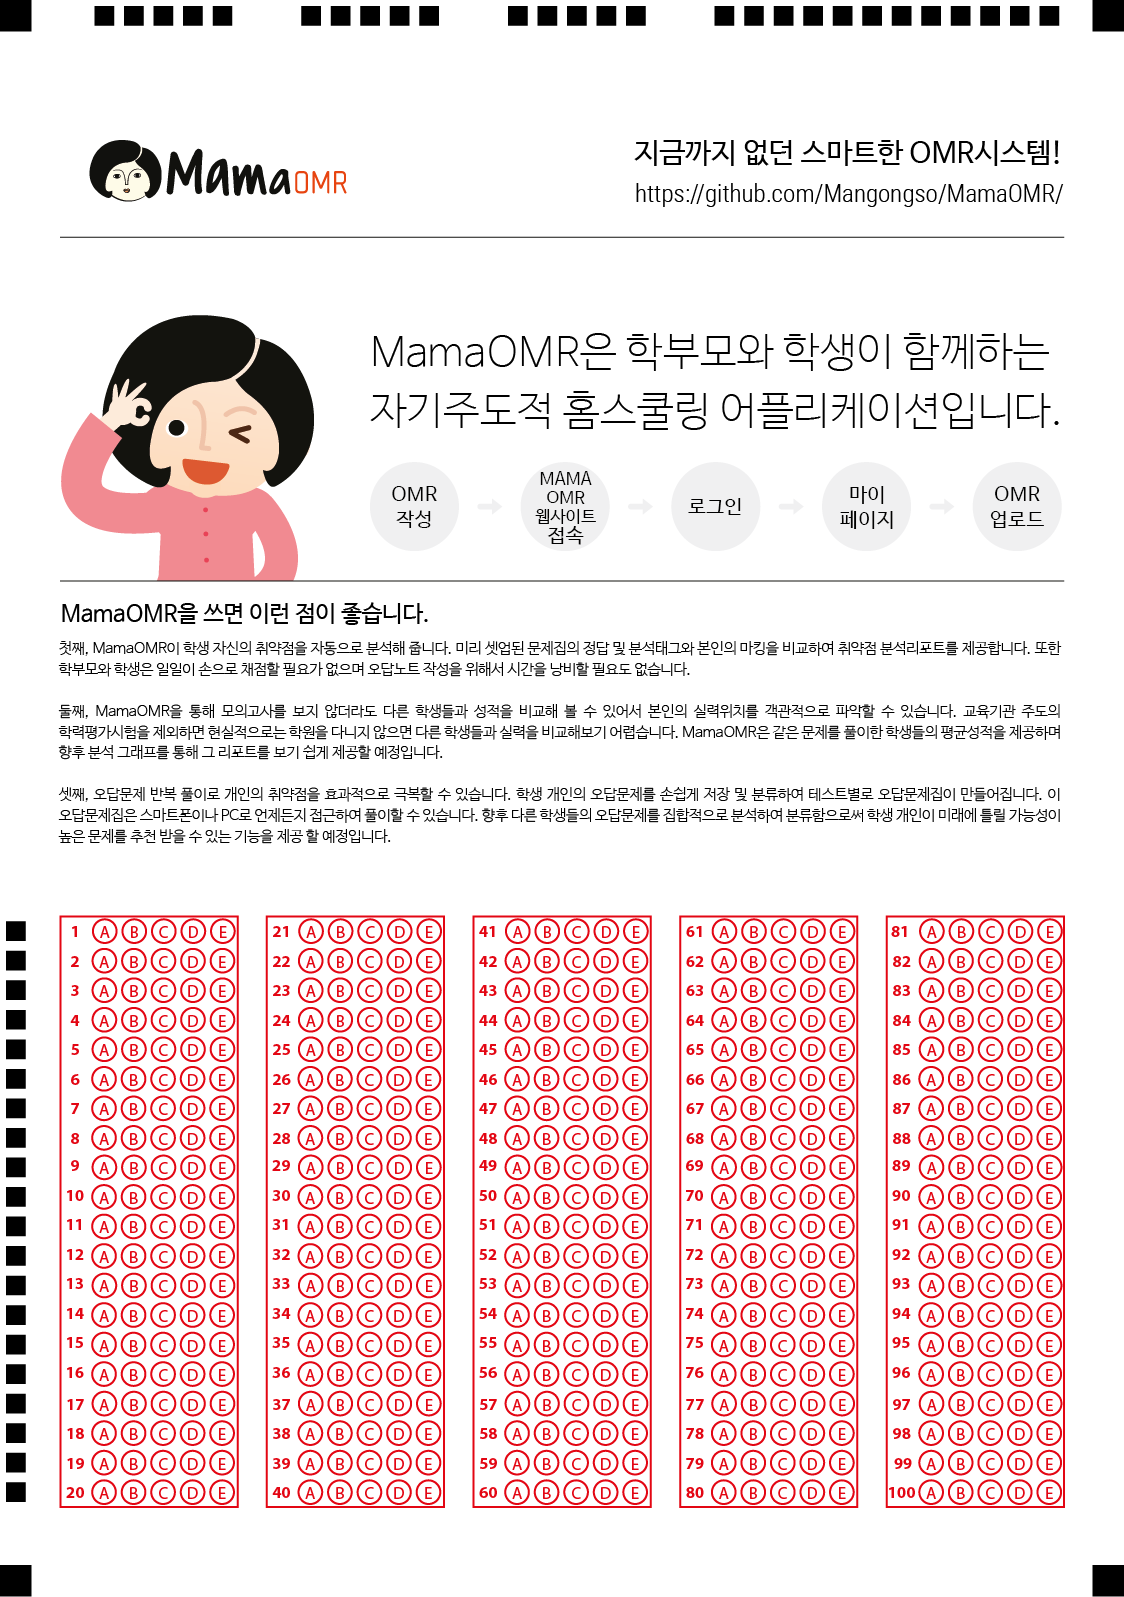 Mama OMR
지금까지 없던 스마트한 OMR시스템!
https://github.com/Mangongso/MamaOMR/
MamaOMR은 학부모와 학생이 함께하는
자기주도적 홈스쿨링 어플리케이션입니다.
OMR
작성
MAMA
OMR
웹사이트
접속
로그인
마이
페이지
OMR
업로드
MamaOMR을 쓰면 이런 점이 좋습니다.
첫째, MamaOMR이 학생 자신의 취약점을 자동으로 분석해 줍니다. 미리 셋업된 문제집의 정답 및 분석태그와 본인의 마킹을 비교하여 취약점 분석리포트를 제공합니다. 또한
학부모와 학생은 일일이 손으로 채점할 필요가 없으며 오답노트 작성을 위해서 시간을 낭비할 필요도 없습니다.
둘째, MamaOMR을 통해 모의고사를 보지 않더라도 다른 학생들과 성적을 비교해 볼 수 있어서 본인의 실력위치를 객관적으로 파악할 수 있습니다. 교육기관 주도의
학력평가시험을 제외하면 현실적으로는 학원을 다니지 않으면 다른 학생들과 실력을 비교해보기 어렵습니다. MamaOMR은 같은 문제를 풀이한 학생들의 평균성적을 제공하며
향후 분석 그래프를 통해 그 리포트를 보기 쉽게 제공할 예정입니다.
셋째, 오답문제 반복 풀이로 개인의 취약점을 효과적으로 극복할 수 있습니다. 학생 개인의 오답문제를 손쉽게 저장 및 분류하여 테스트별로 오답문제집이 만들어집니다. 이
오답문제집은 스마트폰이나 PC로 언제든지 접근하여 풀이할 수 있습니다. 향후 다른 학생들의 오답문제를 집합적으로 분석하여 분류함으로써 학생 개인이 미래에 틀릴 가능성이
높은 문제를 추천 받을 수 있는 기능을 제공 할 예정입니다.
1 A B C D E 21 A B C D E 41 A B C D E 61 A B C D E 81 A B C D E
2 A B C D E 22 A B C D E 42 A B C D E 62 A B C D E 82 A B C D E
3 A B C D E 23 A B C D E 43 A B C D E 63 A B C D E 83 A B C D E
4 A B C D E 24 A B C D E 44 A B C D E 64 A B C D E 84 A B C D E
5 A B C D E 25 A B C D E 45 A B C D E 65 A B C D E 85 A B C D E
6 A B C D E 26 A B C D E 46 A B C D E 66 A B C D E 86 A B C D E
7 A B C D E 27 A B C D E 47 A B C D E 67 A B C D E 87 A B C D E
8 A B C D E 28 A B C D E 48 A B C D E 68 A B C D E 88 A B C D E
9 A B C D E 29 A B C D E 49 A B C D E 69 A B C D E 89 A B C D E
10 A B C D E 30 A B C D E 50 A B C D E 70 A B C D E 90 A B C D E
11 A B C D E 31 A B C D E 51 A B C D E 71 A B C D E 91 A B C D E
12 A B C D E 32 A B C D E 52 A B C D E 72 A B C D E 92 A B C D E
13 A B C D E 33 A B C D E 53 A B C D E 73 A B C D E 93 A B C D E
14 A B C D E 34 A B C D E 54 A B C D E 74 A B C D E 94 A B C D E
15 A B C D E 35 A B C D E 55 A B C D E 75 A B C D E 95 A B C D E
16 A B C D E 36 A B C D E 56 A B C D E 76 A B C D E 96 A B C D E
17 A B C D E 37 A B C D E 57 A B C D E 77 A B C D E 97 A B C D E
18 A B C D E 38 A B C D E 58 A B C D E 78 A B C D E 98 A B C D E
19 A B C D E 39 A B C D E 59 A B C D E 79 A B C D E 99 A B C D E
20 A B C D E 40 A B C D E 60 A B C D E 80 A B C D E 100 A B C D E